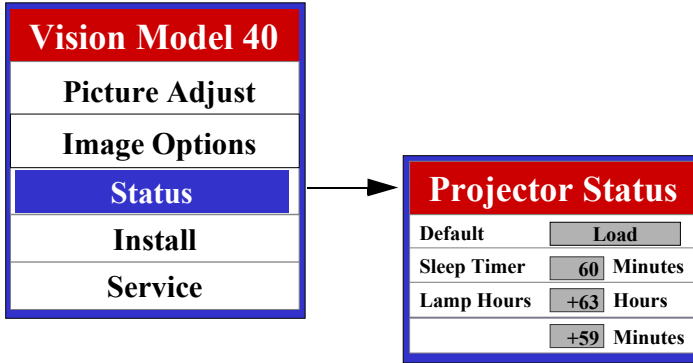 Vision Model 40
Picture Adjust
Image Options
Status
Install
Service
Projector Status
Default Load
Sleep Timer 60 Minutes
Lamp Hours +63 Hours
+59 Minutes